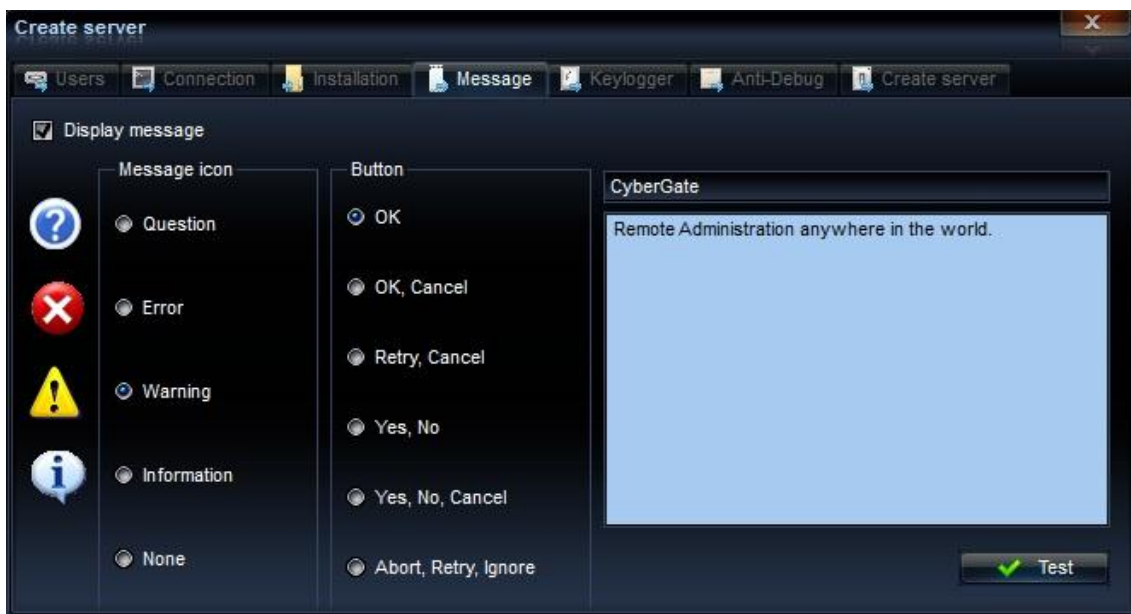 Create server
Users Connection Installation Message Keylogger Anti-Debug Create server
Display message
Message icon
Question
Error
Warning
Information
None
Button
OK
OK, Cancel
Retry, Cancel
Yes, No
Yes, No, Cancel
Abort, Retry, Ignore
CyberGate
Remote Administration anywhere in the world.
Test